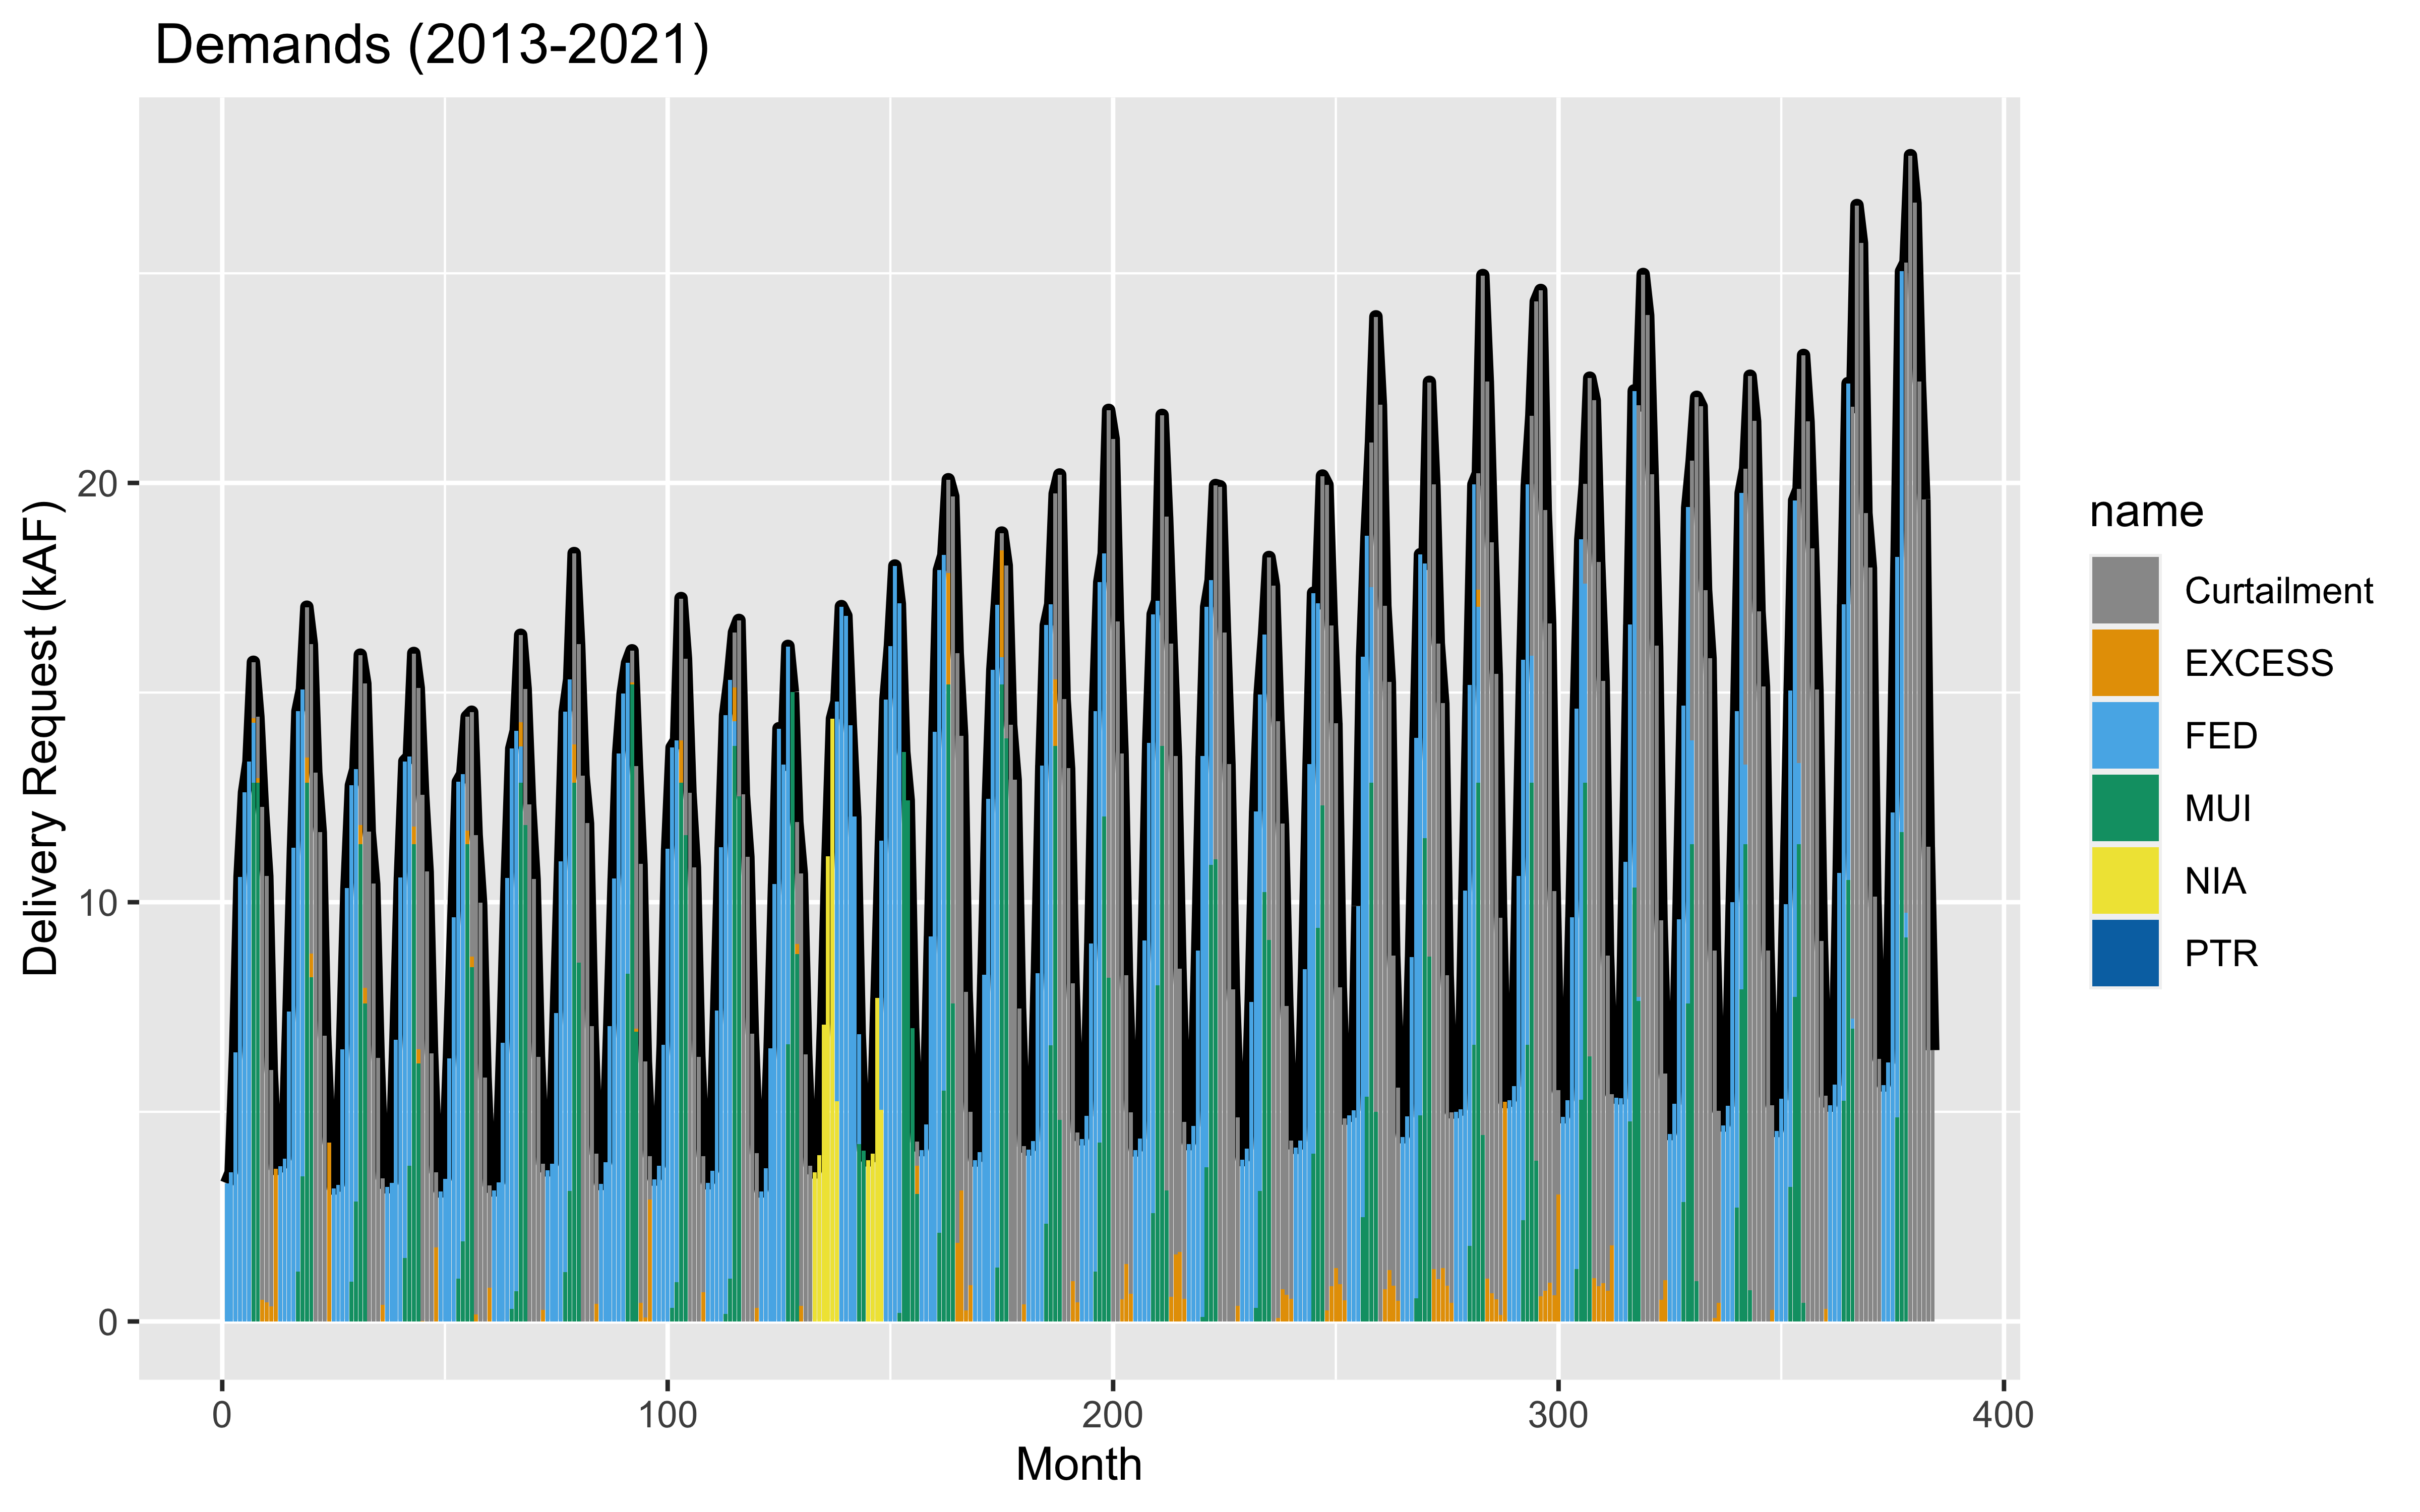 Demands (2013-2021)
Delivery Request (kAF)
20
10
0
0 100 200 300 400
Month
name
Curtailment
EXCESS
FED
MUI
NIA
PTR